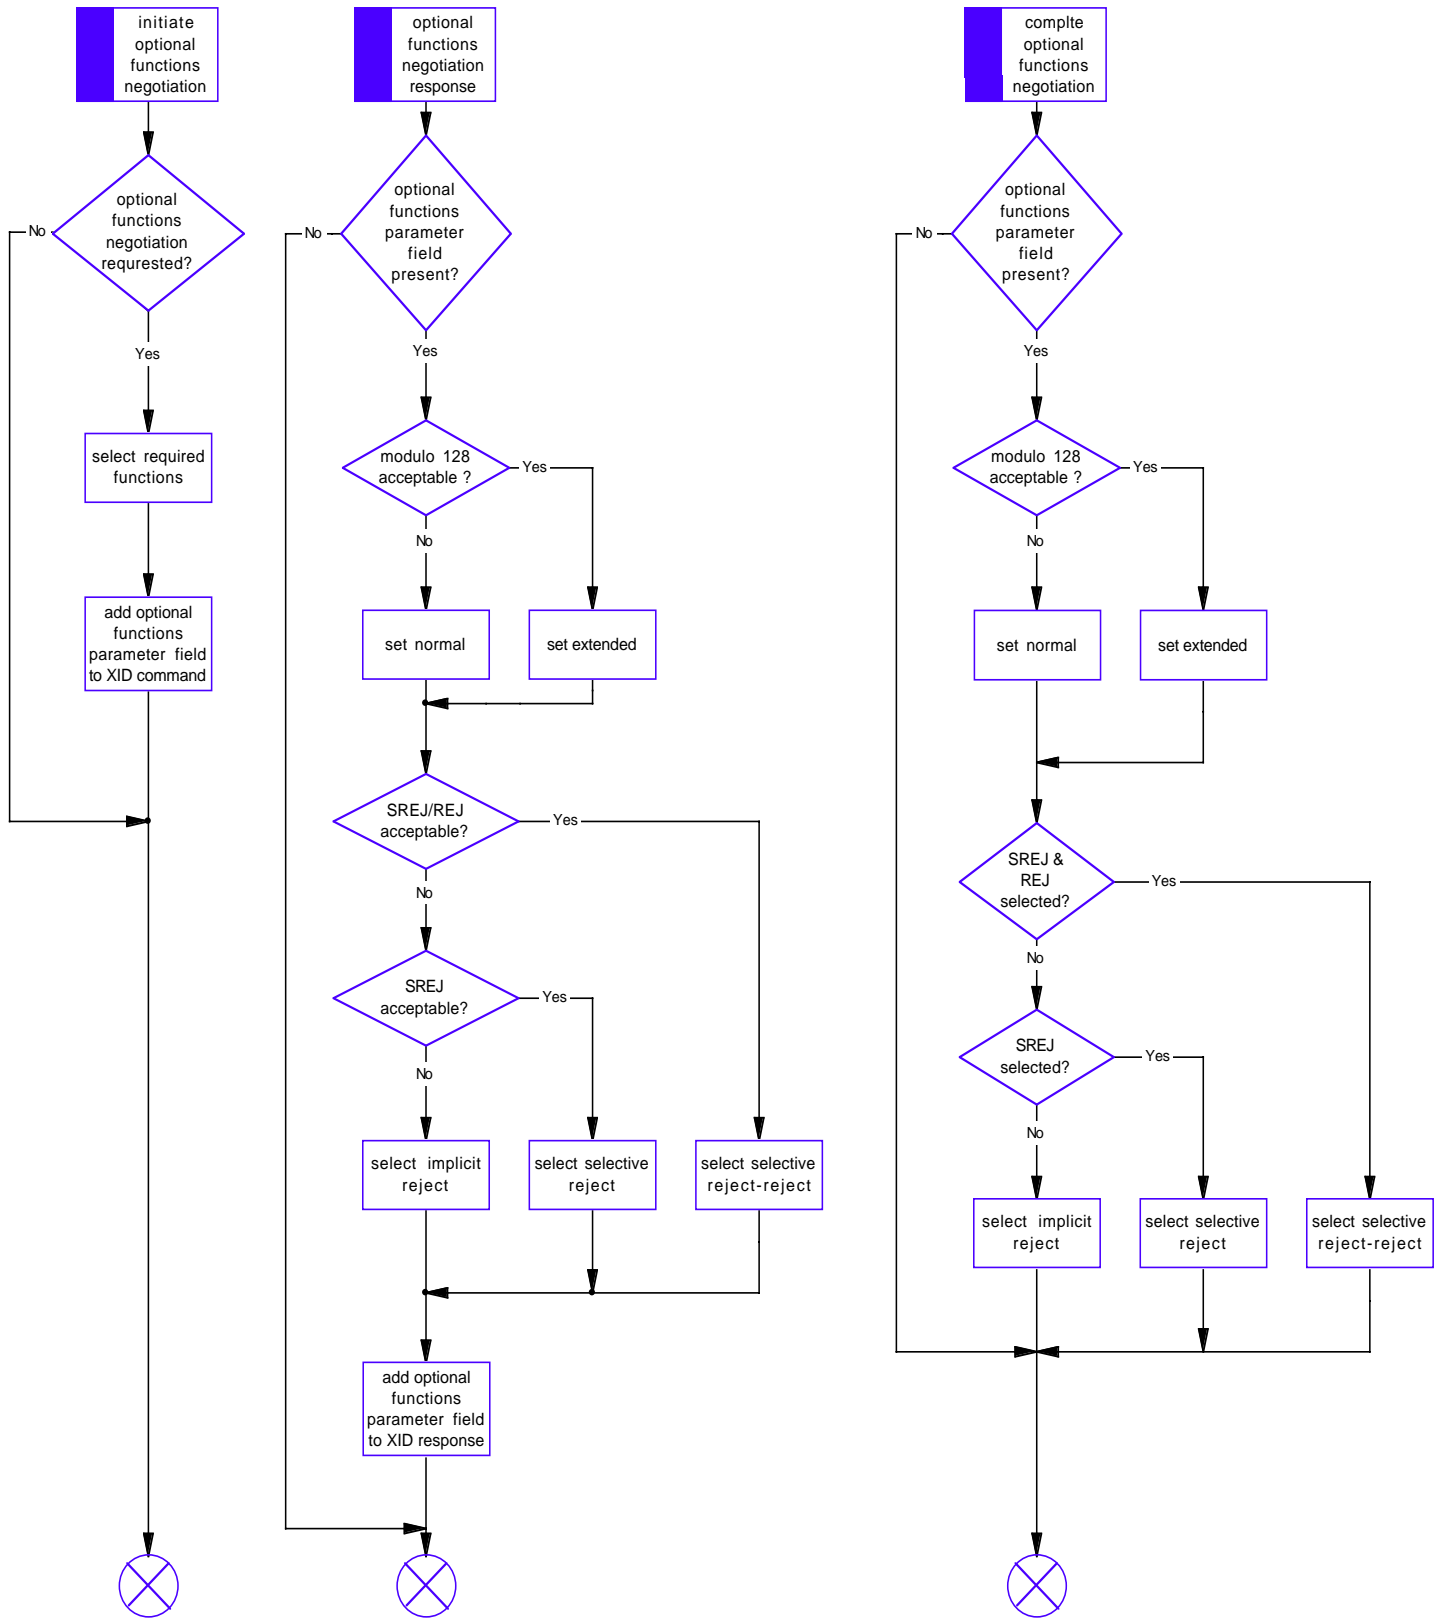 initiate
optional
functions
negotiation
optional
functions
negotiation
requrested?
No
Yes
select required
functions
add optional
functions
parameter field
to XID command
optional
functions
negotiation
response
optional
functions
parameter
field
present?
No
Yes
modulo 128
acceptable ?
Yes
No
set normal
set extended
SREJ/REJ
acceptable?
Yes
No
SREJ
acceptable?
Yes
No
select implicit
reject
select selective
reject
select selective
reject-reject
add optional
functions
parameter field
to XID response
complte
optional
functions
negotiation
optional
functions
parameter
field
present?
No
Yes
modulo 128
acceptable ?
Yes
No
set normal
set extended
SREJ &
REJ
selected?
Yes
No
SREJ
selected?
Yes
No
select implicit
reject
select selective
reject
select selective
reject-reject